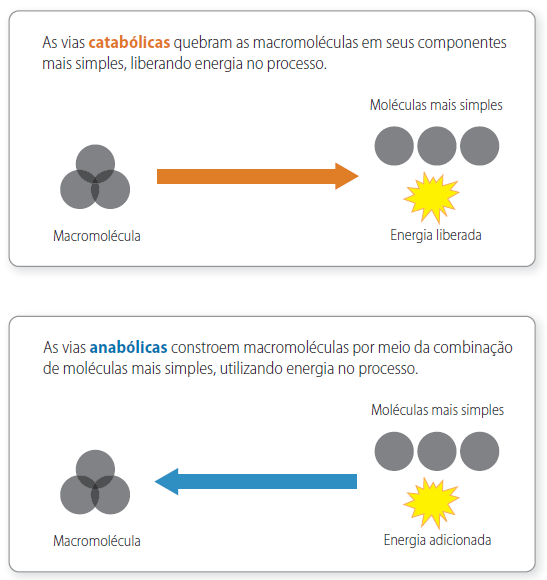 As vias catabólicas quebram as macromoléculas em seus componentes
mais simples, liberando energia no processo.
Moléculas mais simples
Macromolécula
Energia liberada
As vias anabólicas constroem macromoléculas por meio da combinação
de moléculas mais simples, utilizando energia no processo.
Moléculas mais simples
Macromolécula
Energia adicionada